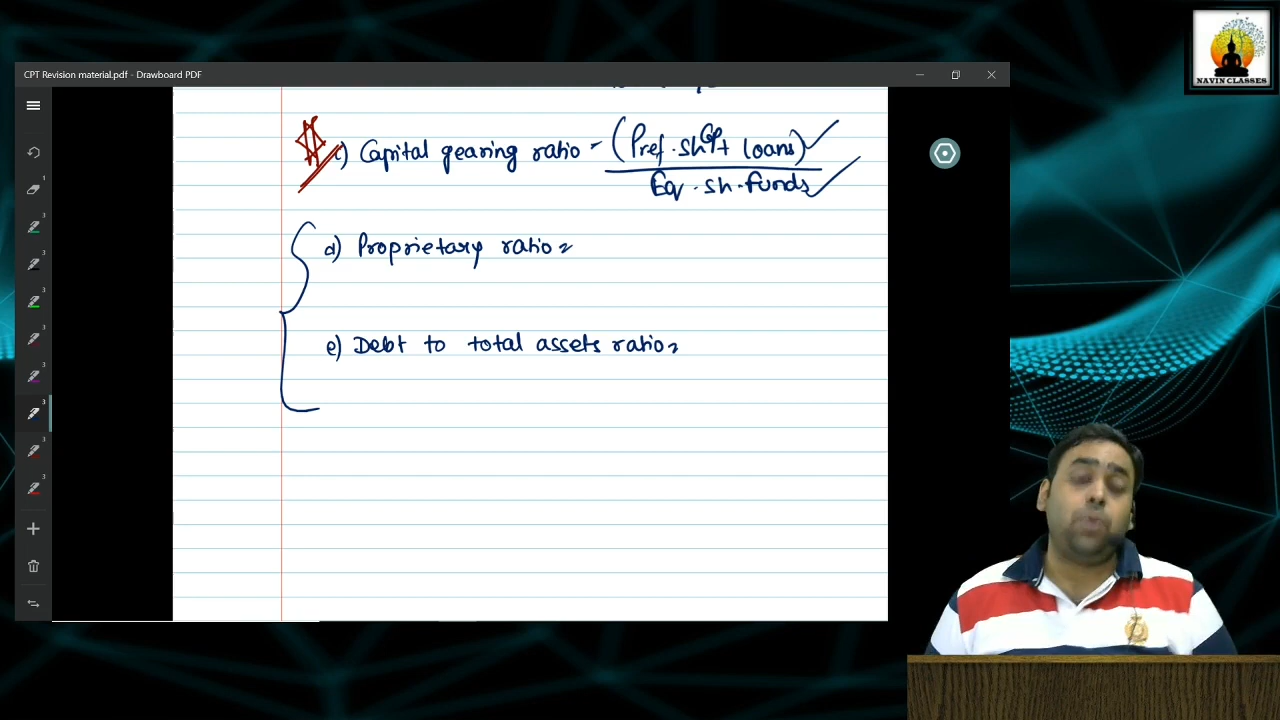 NAVIN CLASSES
CPT Revision material.pdf - Drawboard PDF
c) Capital gearing ratio = (Pref. sh cap + loans)
Eq. sh. funds
d) Proprietary ratio =
e) Debt to total assets ratio =